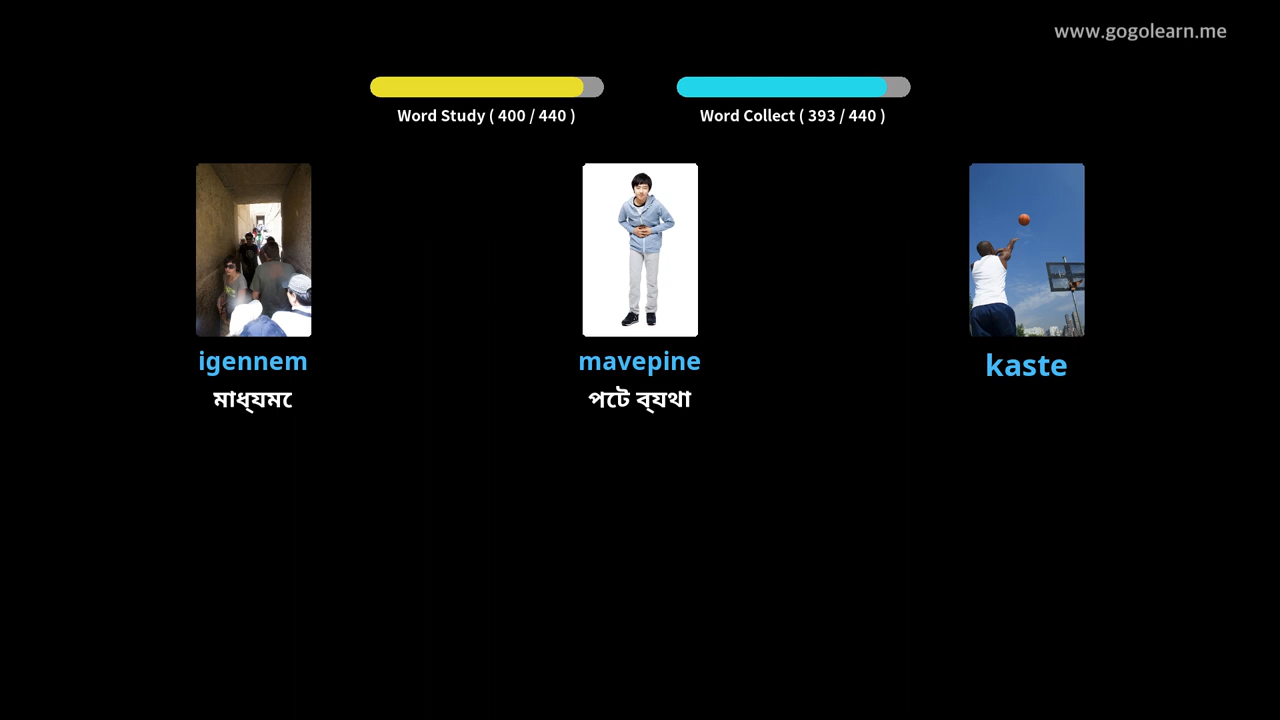 www.gogolearn.me
Word Study ( 400 / 440 )
Word Collect ( 393 / 440 )
igennem
mavepine
kaste
মাধ্যমে
পেটে ব্যথা